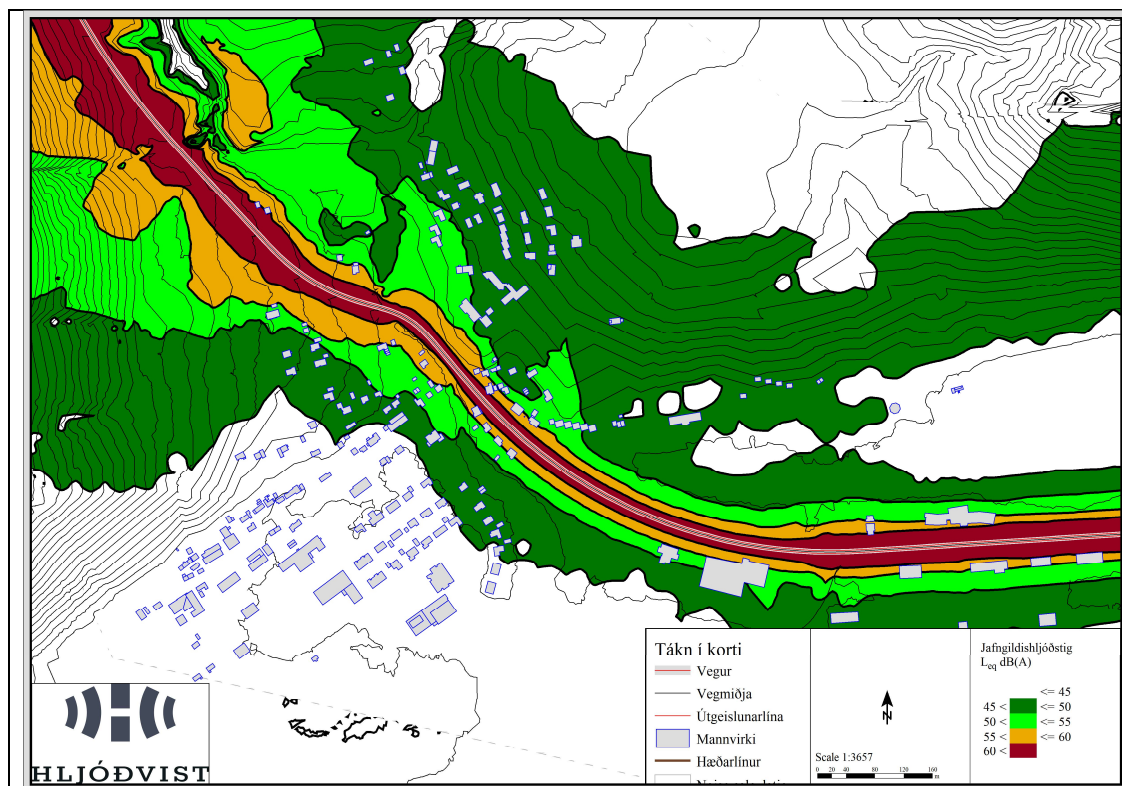 Tákn í korti
Vegur
Vegmiðja
Útgeislunarlína
Mannvirki
Hæðarlínur
N
Scale 1:3657
0 20 40 80 120 160
m
Jafngildishljóðstig
Leq dB(A)
<= 45
45 < <= 50
50 < <= 55
55 < <= 60
60 <
HLJÓÐVIST